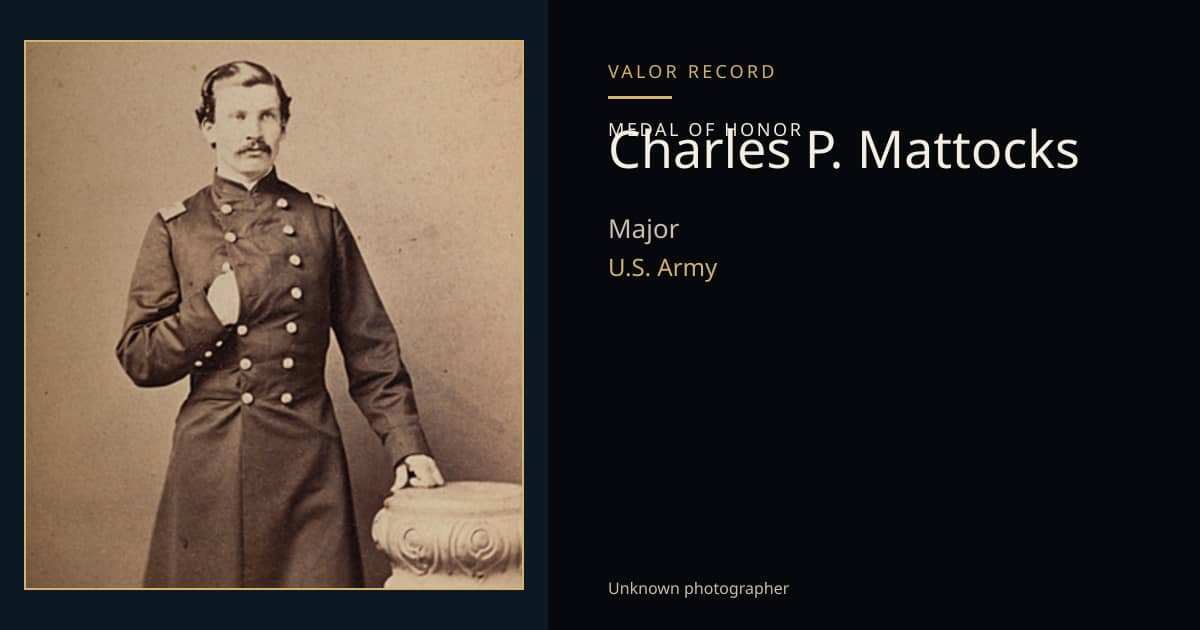 VALOR RECORD
MEDAL OF HONOR
Charles P. Mattocks
Major
U.S. Army
Unknown photographer